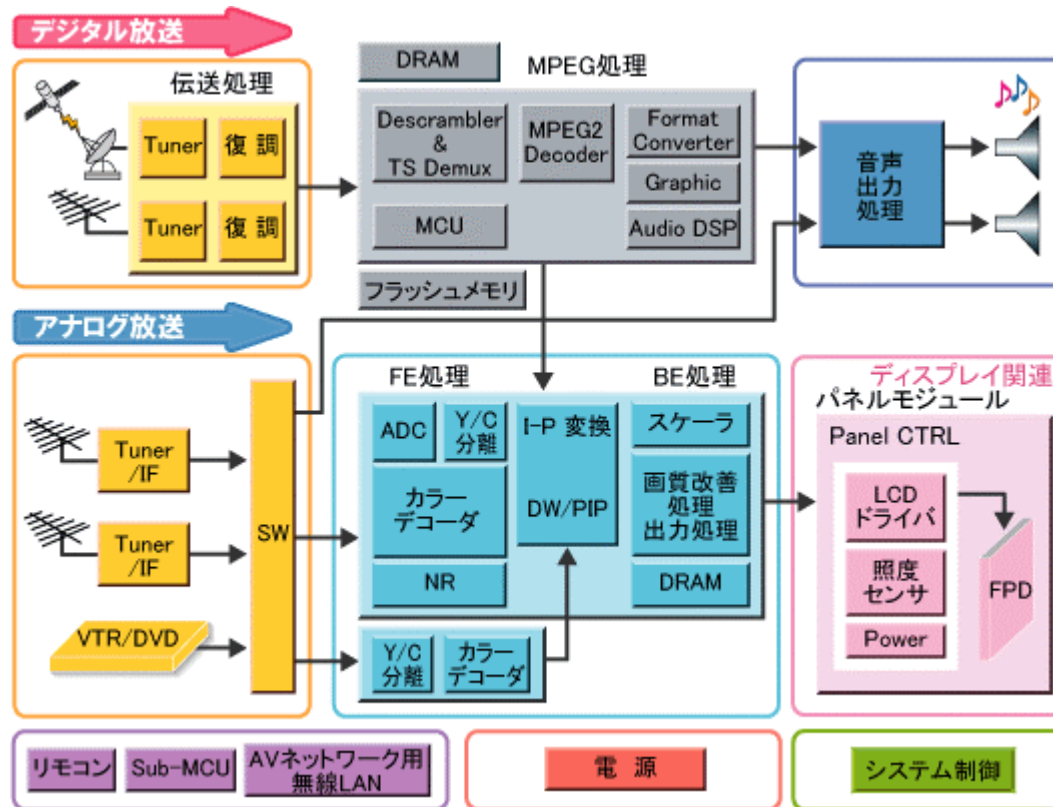 デジタル放送
伝送処理
Tuner
復 調
Tuner
復 調
DRAM
MPEG処理
Descrambler
&
TS Demux
MPEG2
Decoder
Format
Converter
Graphic
MCU
Audio DSP
フラッシュメモリ
音声
出力
処理
アナログ放送
Tuner
/IF
Tuner
/IF
VTR/DVD
SW
FE処理
BE処理
ADC
Y/C
分離
カラー
デコーダ
NR
I-P 変換
DW/PIP
スケーラ
画質改善
処理
出力処理
DRAM
Y/C
分離
カラー
デコーダ
ディスプレイ関連
パネルモジュール
Panel CTRL
LCD
ドライバ
照度
センサ
Power
FPD
リモコン
Sub-MCU
AVネットワーク用
無線LAN
電 源
システム制御